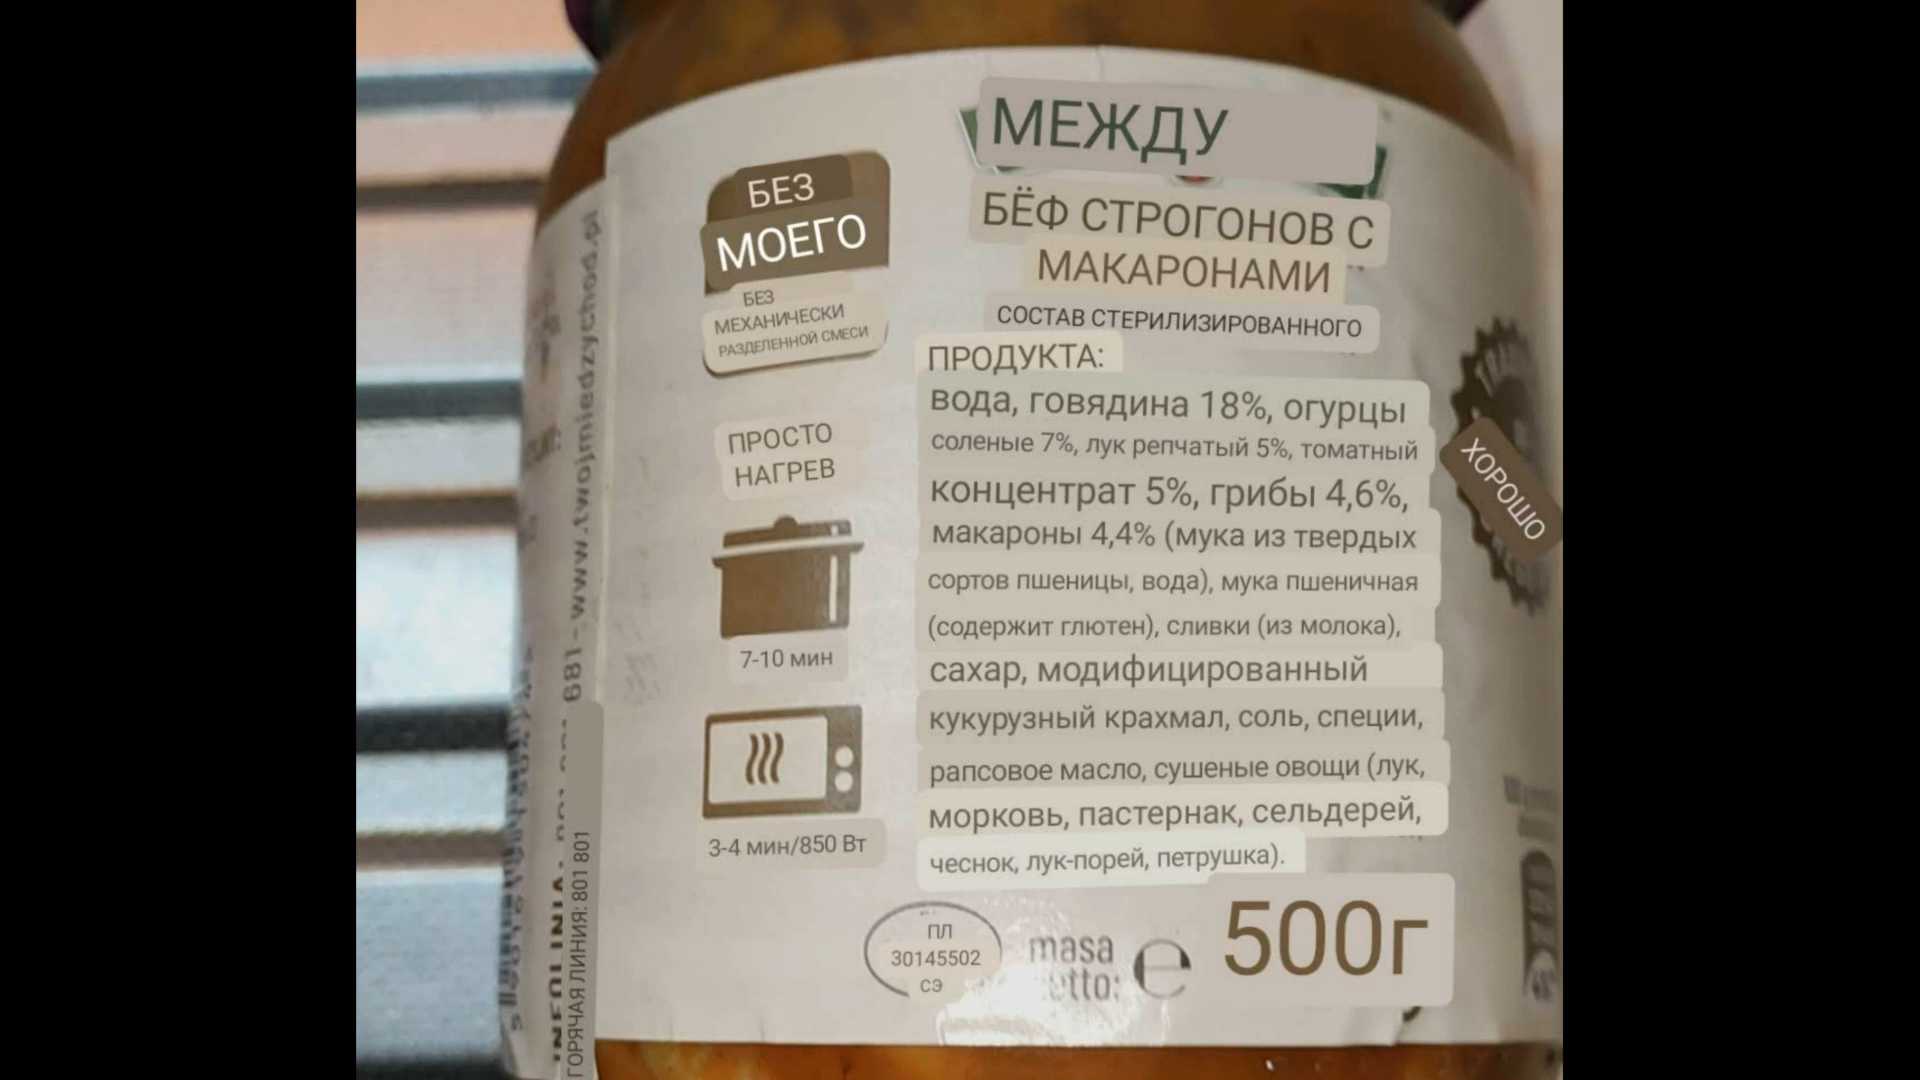 МЕЖДУ
БЕЗ
МОЕГО
БЕЗ
МЕХАНИЧЕСКИ
РАЗДЕЛЕННОЙ СМЕСИ
БЁФ СТРОГОНОВ С
МАКАРОНАМИ
СОСТАВ СТЕРИЛИЗИРОВАННОГО
ПРОДУКТА:
вода, говядина 18%, огурцы
соленые 7%, лук репчатый 5%, томатный
концентрат 5%, грибы 4,6%,
макароны 4,4% (мука из твердых
сортов пшеницы, вода), мука пшеничная
(содержит глютен), сливки (из молока),
сахар, модифицированный
кукурузный крахмал, соль, специи,
рапсовое масло, сушеные овощи (лук,
морковь, пастернак, сельдерей,
чеснок, лук-порей, петрушка).
ПРОСТО
НАГРЕВ
7-10 мин
3-4 мин/850 Вт
ХОРОШО
ПЛ
30145502
СЭ
masa
e 500г
681 - www.twojmiedzychod.pl
ГОРЯЧАЯ ЛИНИЯ: 801 801